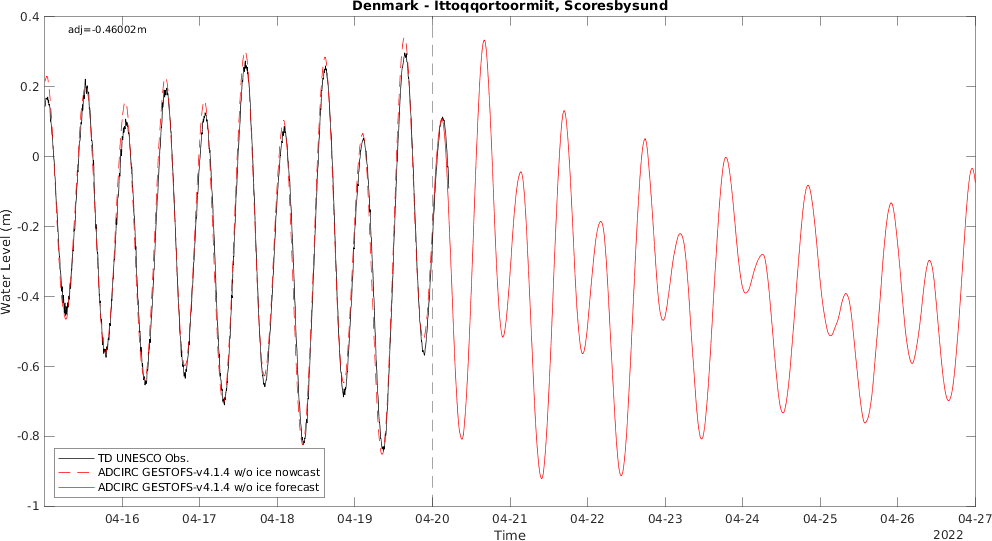 Denmark - Ittoqqortoormiit, Scoresbysund
adj=-0.46002m
0.4
0.2
0
-0.2
-0.4
-0.6
-0.8
-1
Water Level (m)
TD UNESCO Obs.
ADCIRC GESTOFS-v4.1.4 w/o ice nowcast
ADCIRC GESTOFS-v4.1.4 w/o ice forecast
04-16 04-17 04-18 04-19 04-20 04-21 04-22 04-23 04-24 04-25 04-26 04-27
Time
2022